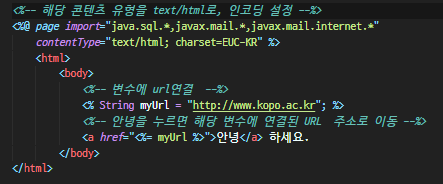 <%-- 해당 콘텐츠 유형을 text/html로, 인코딩 설정 --%>
<%@ page import="java.sql.*,javax.mail.*,javax.mail.internet.*"
contentType="text/html; charset=EUC-KR" %>
<html>
<body>
<%-- 변수에 url연결  --%>
<% String myUrl = "http://www.kopo.ac.kr"; %>
<%-- 안녕을 누르면 해당 변수에 연결된 URL  주소로 이동 --%>
<a href="<%= myUrl %>">안녕</a> 하세요.
</body>
</html>